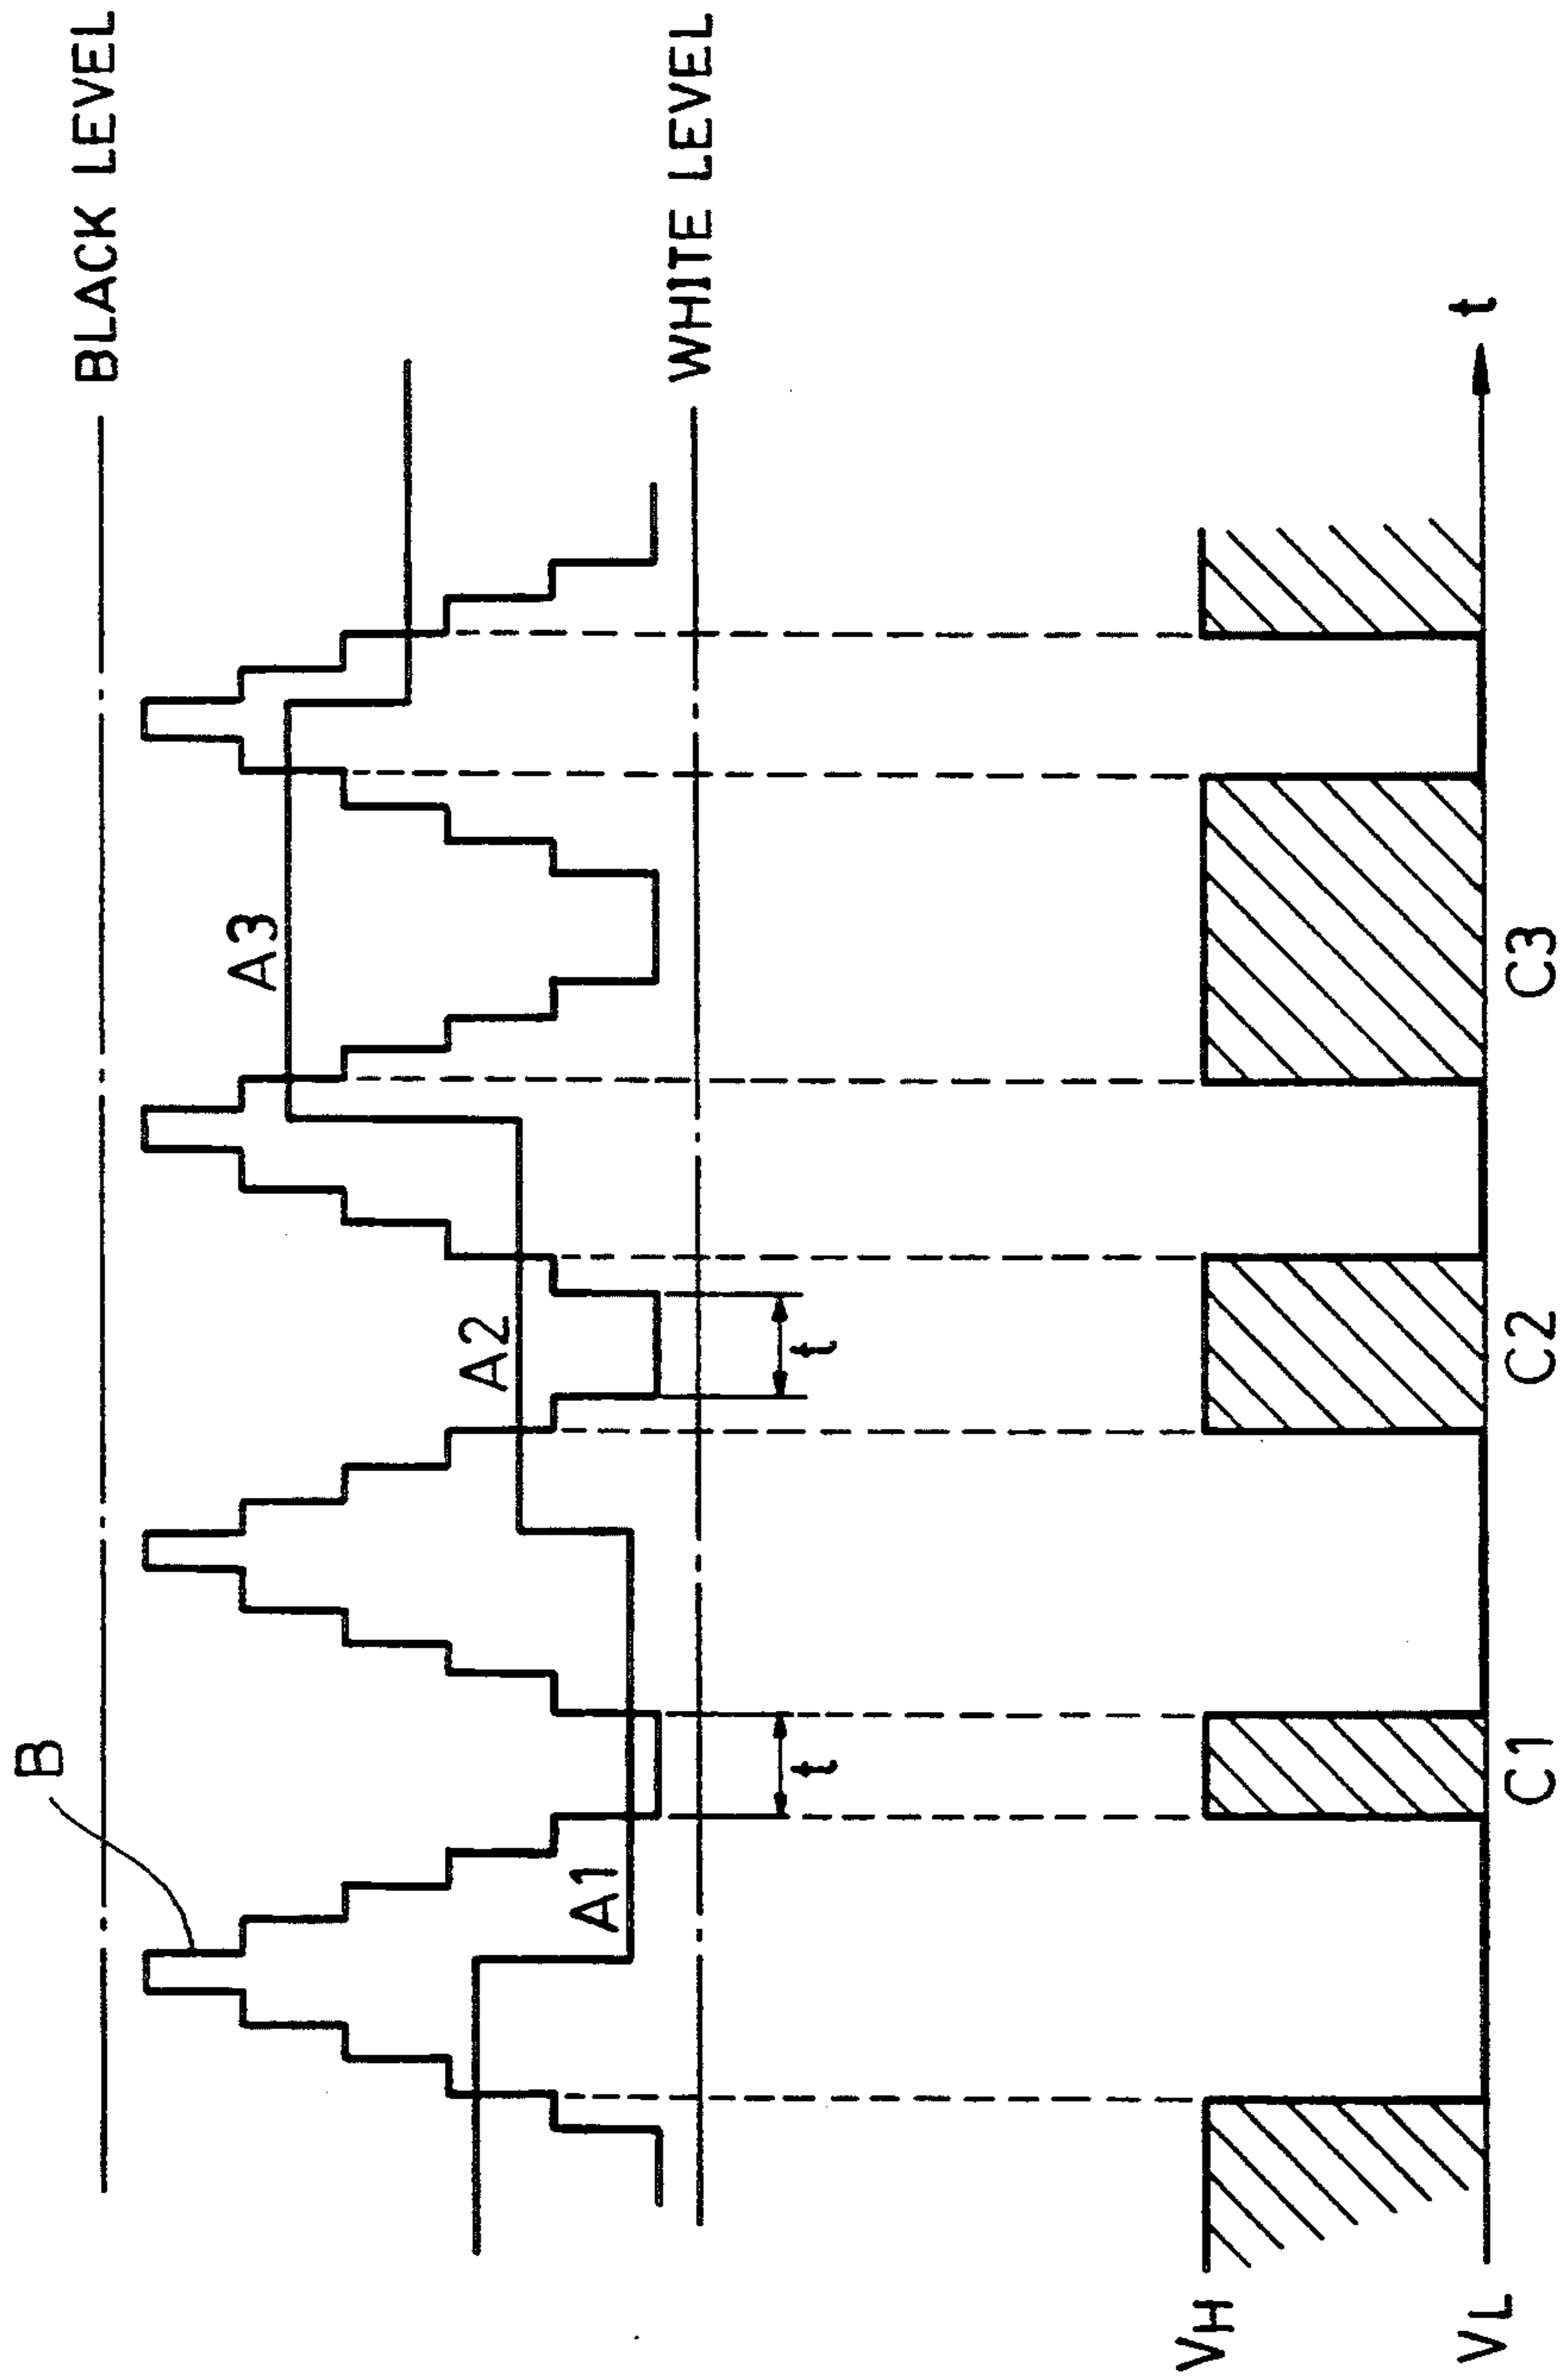 BLACK LEVEL
B
A3
A2
A1
WHITE LEVEL
t
t
VH
VL
t
C1
C2
C3